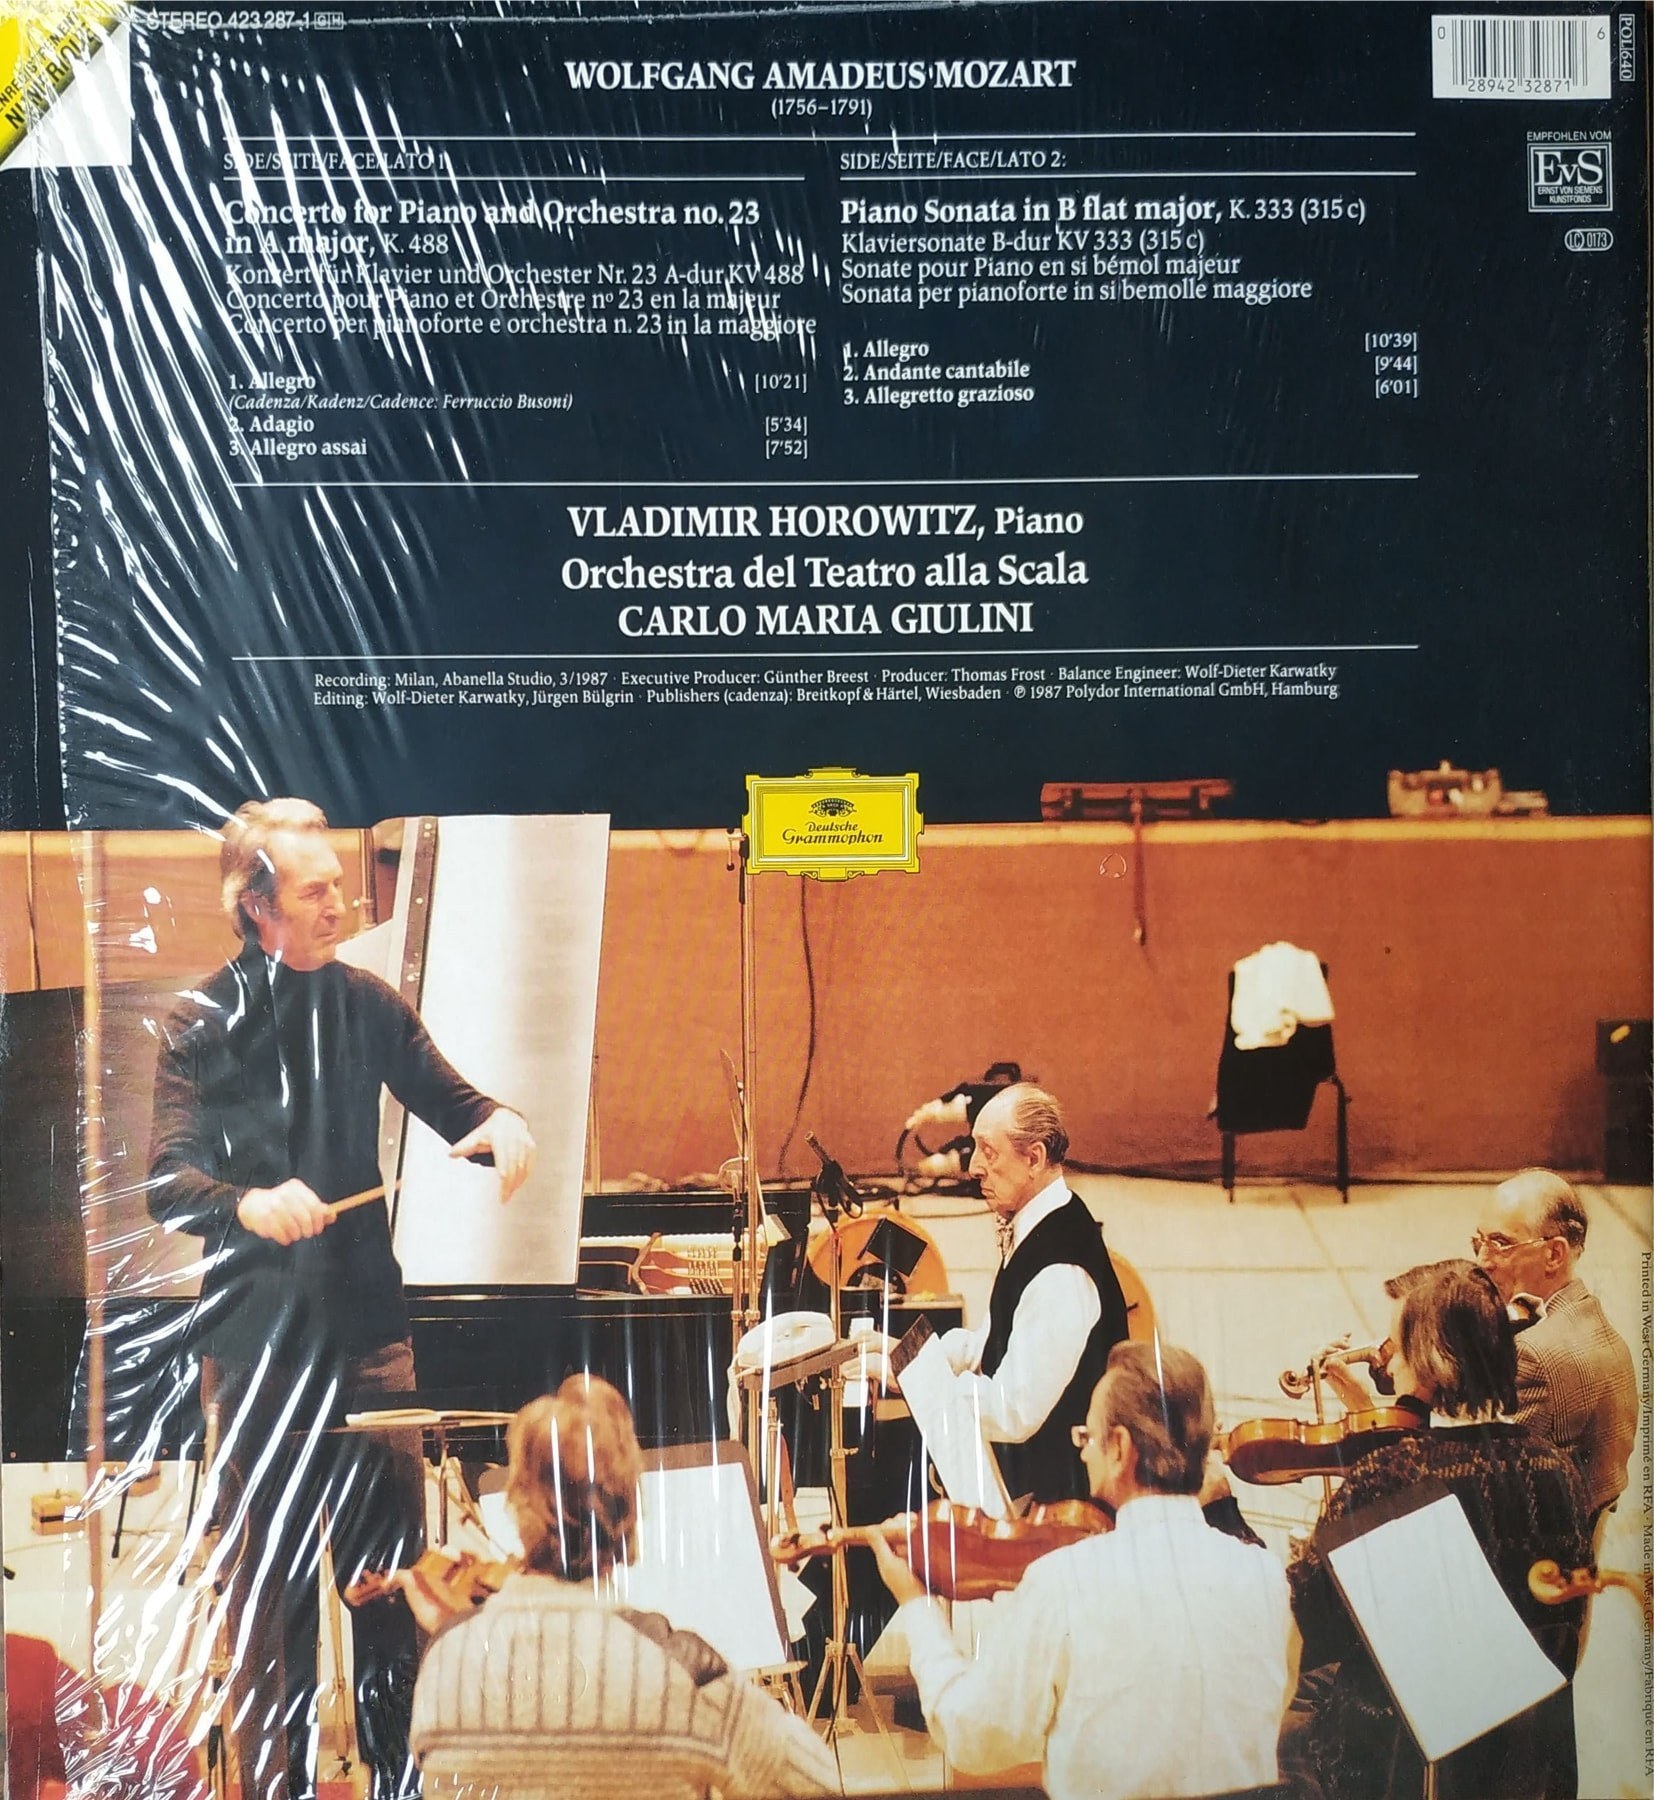 STEREO 423 287-1 GH
NUMÉRIQUE
WOLFGANG AMADEUS MOZART
(1756–1791)
0 28942 32871 6
POL 640
EMPFOHLEN VOM
EvS
ERNST VON SIEMENS
KUNSTFONDS
LC 0173
SIDE/SEITE/FACE/LATO 1:
Concerto for Piano and Orchestra no. 23
in A major, K. 488
Konzert für Klavier und Orchester Nr. 23 A-dur KV 488
Concerto pour Piano et Orchestre nº 23 en la majeur
Concerto per pianoforte e orchestra n. 23 in la maggiore
1. Allegro [10'21]
(Cadenza/Kadenz/Cadence: Ferruccio Busoni)
2. Adagio [5'34]
3. Allegro assai [7'52]
SIDE/SEITE/FACE/LATO 2:
Piano Sonata in B flat major, K. 333 (315 c)
Klaviersonate B-dur KV 333 (315 c)
Sonate pour Piano en si bémol majeur
Sonata per pianoforte in si bemolle maggiore
1. Allegro [10'39]
2. Andante cantabile [9'44]
3. Allegretto grazioso [6'01]
VLADIMIR HOROWITZ, Piano
Orchestra del Teatro alla Scala
CARLO MARIA GIULINI
Recording: Milan, Abanella Studio, 3/1987 · Executive Producer: Günther Breest · Producer: Thomas Frost · Balance Engineer: Wolf-Dieter Karwatky
Editing: Wolf-Dieter Karwatky, Jürgen Bülgrin · Publishers (cadenza): Breitkopf & Härtel, Wiesbaden · ℗ 1987 Polydor International GmbH, Hamburg
Deutsche
Grammophon
Printed in West Germany/Imprimé en RFA · Made in West Germany/Fabriqué en RFA